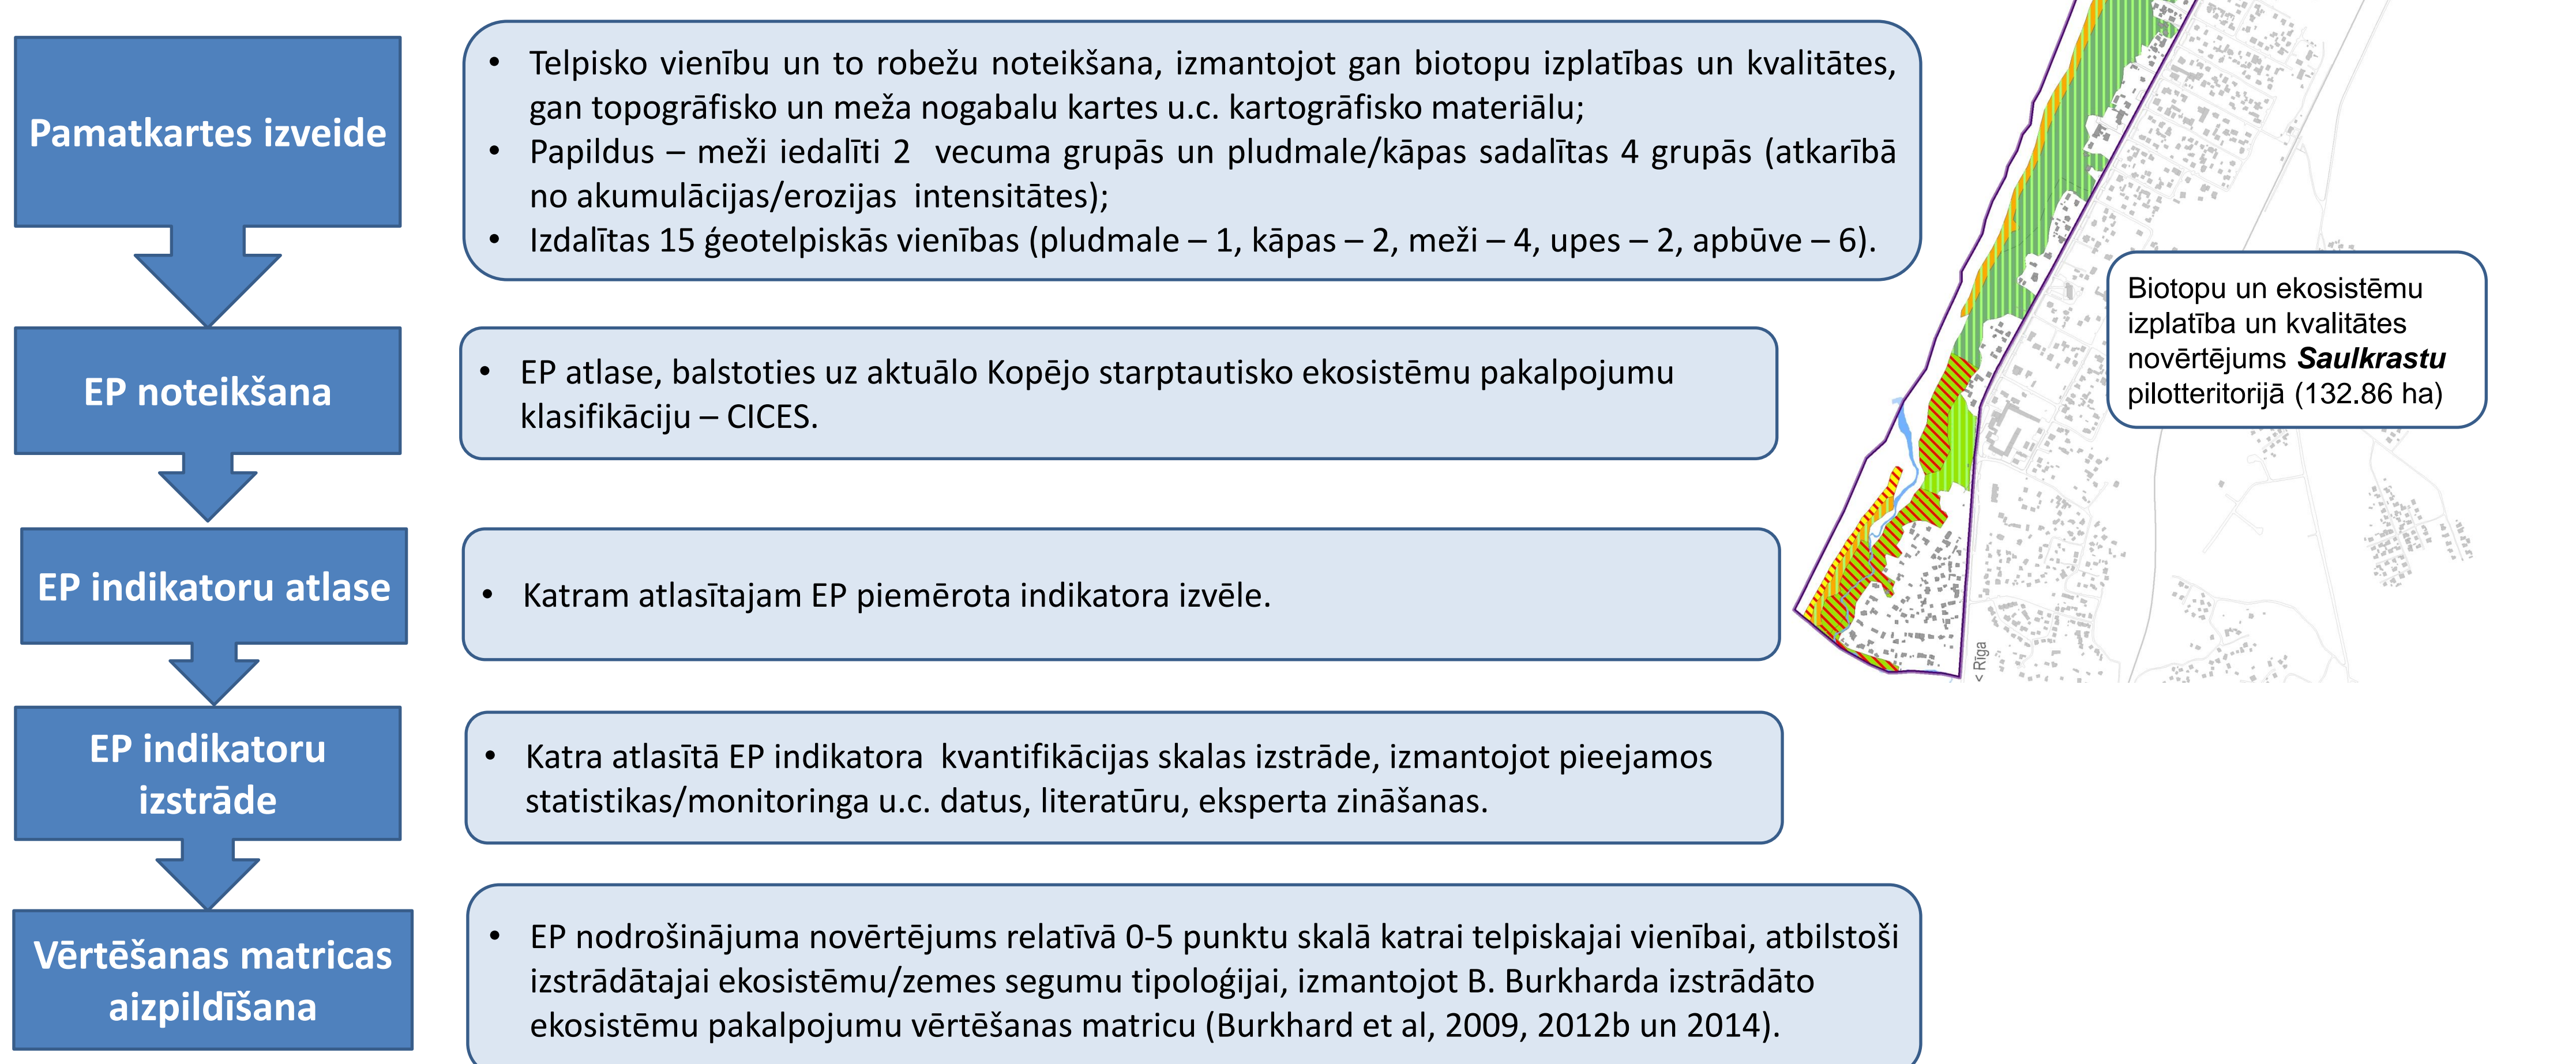 Pamatkartes izveide
• Telpisko vienību un to robežu noteikšana, izmantojot gan biotopu izplatības un kvalitātes,
gan topogrāfisko un meža nogabalu kartes u.c. kartogrāfisko materiālu;
• Papildus – meži iedalīti 2 vecuma grupās un pludmale/kāpas sadalītas 4 grupās (atkarībā
no akumulācijas/erozijas intensitātes);
• Izdalītas 15 ģeotelpiskās vienības (pludmale – 1, kāpas – 2, meži – 4, upes – 2, apbūve – 6).
EP noteikšana
• EP atlase, balstoties uz aktuālo Kopējo starptautisko ekosistēmu pakalpojumu
klasifikāciju – CICES.
EP indikatoru atlase
• Katram atlasītajam EP piemērota indikatora izvēle.
EP indikatoru
izstrāde
• Katra atlasītā EP indikatora kvantifikācijas skalas izstrāde, izmantojot pieejamos
statistikas/monitoringa u.c. datus, literatūru, eksperta zināšanas.
Vērtēšanas matricas
aizpildīšana
• EP nodrošinājuma novērtējums relatīvā 0-5 punktu skalā katrai telpiskajai vienībai, atbilstoši
izstrādātajai ekosistēmu/zemes segumu tipoloģijai, izmantojot B. Burkharda izstrādāto
ekosistēmu pakalpojumu vērtēšanas matricu (Burkhard et al, 2009, 2012b un 2014).
Biotopu un ekosistēmu
izplatība un kvalitātes
novērtējums Saulkrastu
pilotteritorijā (132.86 ha)
< Rīga